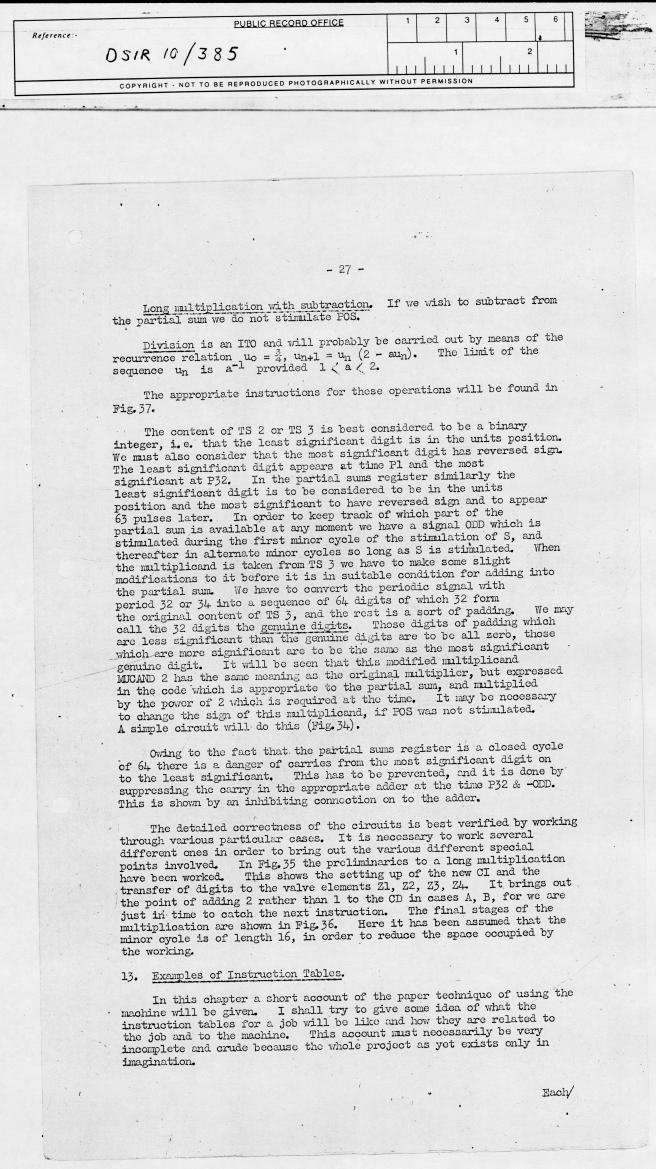 PUBLIC RECORD OFFICE
Reference:-
DSIR 10/385
1 2 3 4 5 6
1 2
COPYRIGHT - NOT TO BE REPRODUCED PHOTOGRAPHICALLY WITHOUT PERMISSION
- 27 -
Long multiplication with subtraction. If we wish to subtract from
the partial sum we do not stimulate POS.
Division is an ITO and will probably be carried out by means of the
recurrence relation u₀ = ¾, uₙ₊₁ = uₙ (2 - auₙ). The limit of the
sequence uₙ is a⁻¹ provided 1 < a < 2.
The appropriate instructions for these operations will be found in
Fig.37.
The content of TS 2 or TS 3 is best considered to be a binary
integer, i.e. that the least significant digit is in the units position.
We must also consider that the most significant digit has reversed sign.
The least significant digit appears at time P1 and the most
significant at P32. In the partial sums register similarly the
least significant digit is to be considered to be in the units
position and the most significant to have reversed sign and to appear
63 pulses later. In order to keep track of which part of the
partial sum is available at any moment we have a signal ODD which is
stimulated during the first minor cycle of the stimulation of S, and
thereafter in alternate minor cycles so long as S is stimulated. When
the multiplicand is taken from TS 3 we have to make some slight
modifications to it before it is in suitable condition for adding into
the partial sum. We have to convert the periodic signal with
period 32 or 34 into a sequence of 64 digits of which 32 form
the original content of TS 3, and the rest is a sort of padding. We may
call the 32 digits the genuine digits. Those digits of padding which
are less significant than the genuine digits are to be all zero, those
which are more significant are to be the same as the most significant
genuine digit. It will be seen that this modified multiplicand
MUCAND 2 has the same meaning as the original multiplier, but expressed
in the code which is appropriate to the partial sum, and multiplied
by the power of 2 which is required at the time. It may be necessary
to change the sign of this multiplicand, if POS was not stimulated.
A simple circuit will do this (Fig.34).
Owing to the fact that the partial sums register is a closed cycle
of 64 there is a danger of carries from the most significant digit on
to the least significant. This has to be prevented, and it is done by
suppressing the carry in the appropriate adder at the time P32 & -ODD.
This is shown by an inhibiting connection on to the adder.
The detailed correctness of the circuits is best verified by working
through various particular cases. It is necessary to work several
different ones in order to bring out the various different special
points involved. In Fig.35 the preliminaries to a long multiplication
have been worked. This shows the setting up of the new CI and the
transfer of digits to the valve elements Z1, Z2, Z3, Z4. It brings out
the point of adding 2 rather than 1 to the CD in cases A, B, for we are
just in time to catch the next instruction. The final stages of the
multiplication are shown in Fig.36. Here it has been assumed that the
minor cycle is of length 16, in order to reduce the space occupied by
the working.
13. Examples of Instruction Tables.
In this chapter a short account of the paper technique of using the
machine will be given. I shall try to give some idea of what the
instruction tables for a job will be like and how they are related to
the job and to the machine. This account must necessarily be very
incomplete and crude because the whole project as yet exists only in
imagination.
Each/